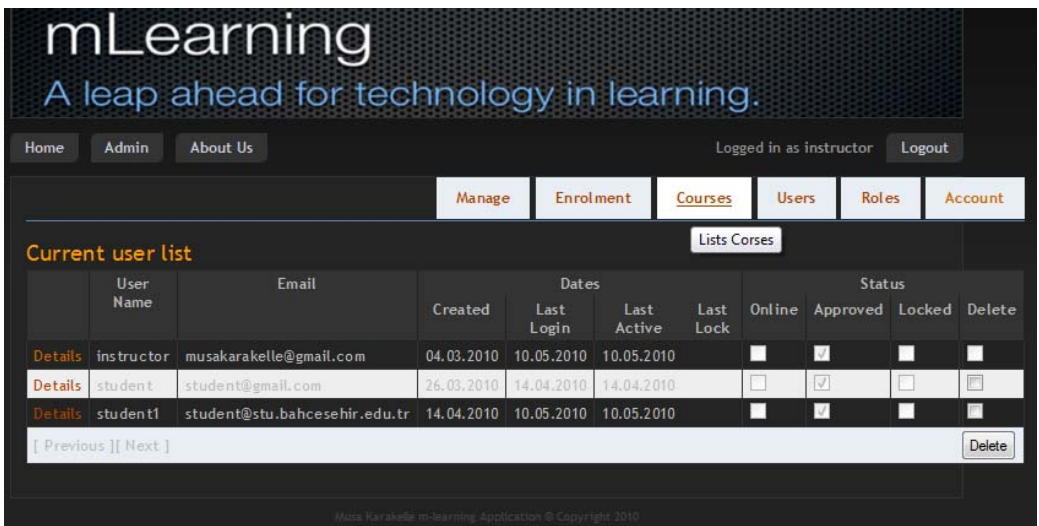 mLearning
A leap ahead for technology in learning.
Home Admin About Us Logged in as instructor Logout
Manage Enrolment Courses Users Roles Account
Lists Corses
Current user list
User Name Email Dates Status
Created Last Login Last Active Last Lock Online Approved Locked Delete
Details instructor musakarakelle@gmail.com 04.03.2010 10.05.2010 10.05.2010
Details student student@gmail.com 26.03.2010 14.04.2010 14.04.2010
Details student1 student@stu.bahcesehir.edu.tr 14.04.2010 10.05.2010 10.05.2010
[ Previous ][ Next ] Delete
Musa Karakelle m-learning Application © Copyright 2010